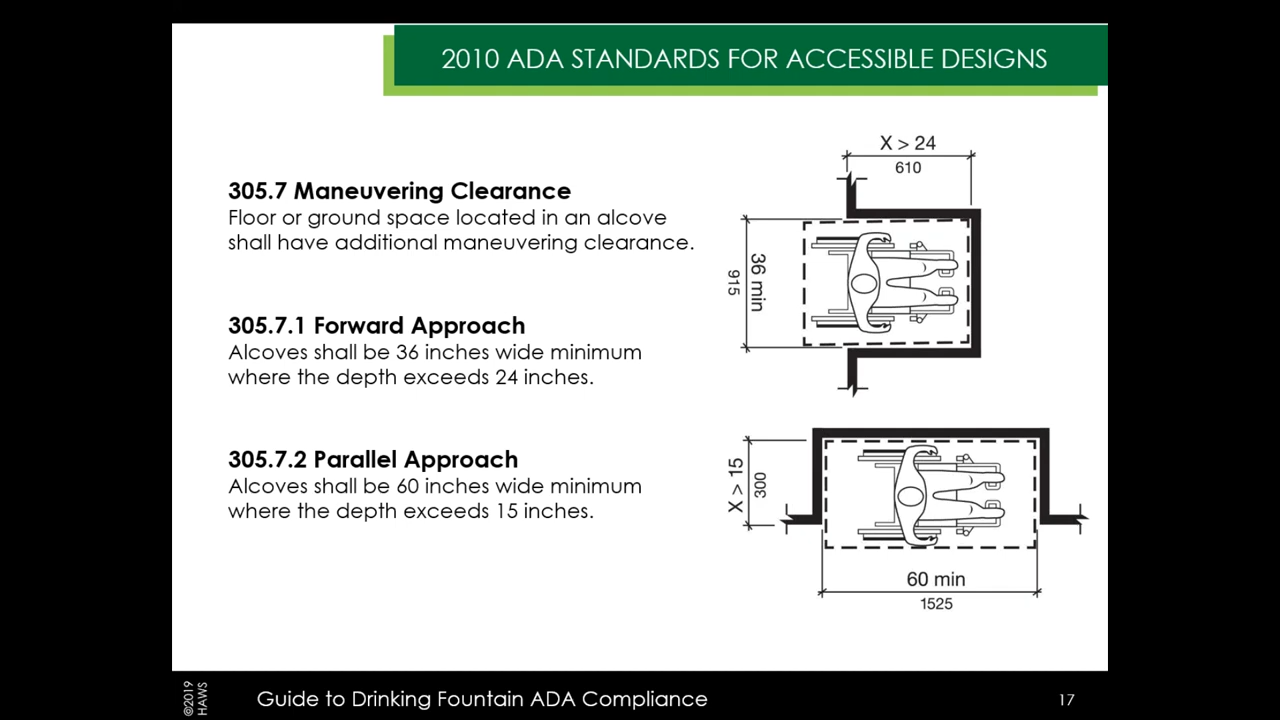 2010 ADA STANDARDS FOR ACCESSIBLE DESIGNS
305.7 Maneuvering Clearance
Floor or ground space located in an alcove
shall have additional maneuvering clearance.
305.7.1 Forward Approach
Alcoves shall be 36 inches wide minimum
where the depth exceeds 24 inches.
305.7.2 Parallel Approach
Alcoves shall be 60 inches wide minimum
where the depth exceeds 15 inches.
X > 24
610
36 min
915
X > 15
300
60 min
1525
©2019
HAWS
Guide to Drinking Fountain ADA Compliance
17